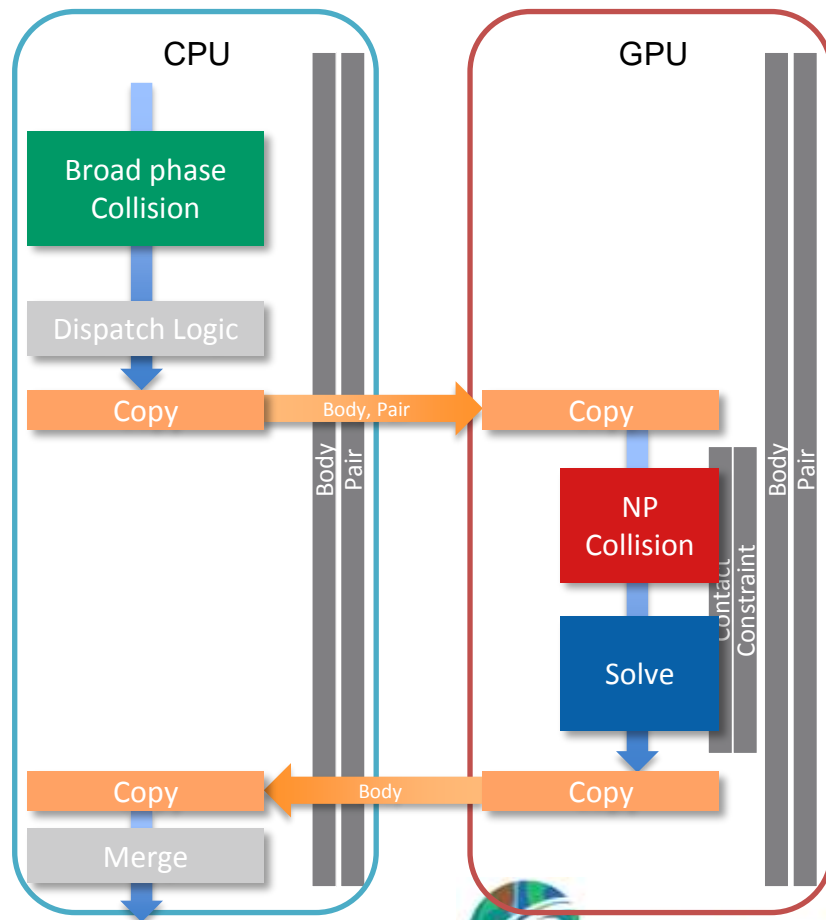 CPU
Broad phase
Collision
Dispatch Logic
Copy
Body, Pair
Body
Pair
Copy
Merge
Body
GPU
Copy
NP
Collision
Solve
Copy
Contact
Constraint
Body
Pair